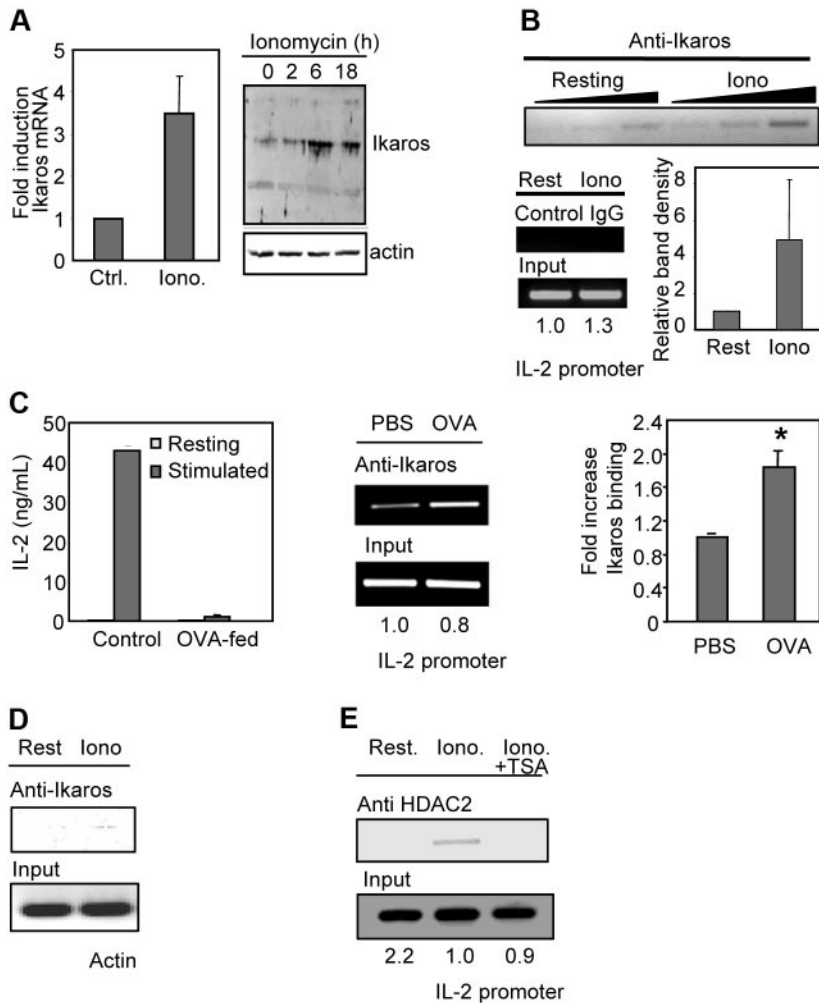 A
Fold induction
Ikaros mRNA
5
4
3
2
1
0
Ctrl. Iono.
Ionomycin (h)
0 2 6 18
Ikaros
actin
B
Anti-Ikaros
Resting Iono
Rest Iono
Control IgG
Input
1.0 1.3
IL-2 promoter
Relative band density
8
6
4
2
0
Rest Iono
C
IL-2 (ng/mL)
50
40
30
20
10
0
Resting
Stimulated
Control OVA-fed
PBS OVA
Anti-Ikaros
Input
1.0 0.8
IL-2 promoter
Fold increase
Ikaros binding
2.4
2.0
1.6
1.2
0.8
0.4
0
*
PBS OVA
D
Rest Iono
Anti-Ikaros
Input
Actin
E
Rest. Iono. Iono.
+TSA
Anti HDAC2
Input
2.2 1.0 0.9
IL-2 promoter